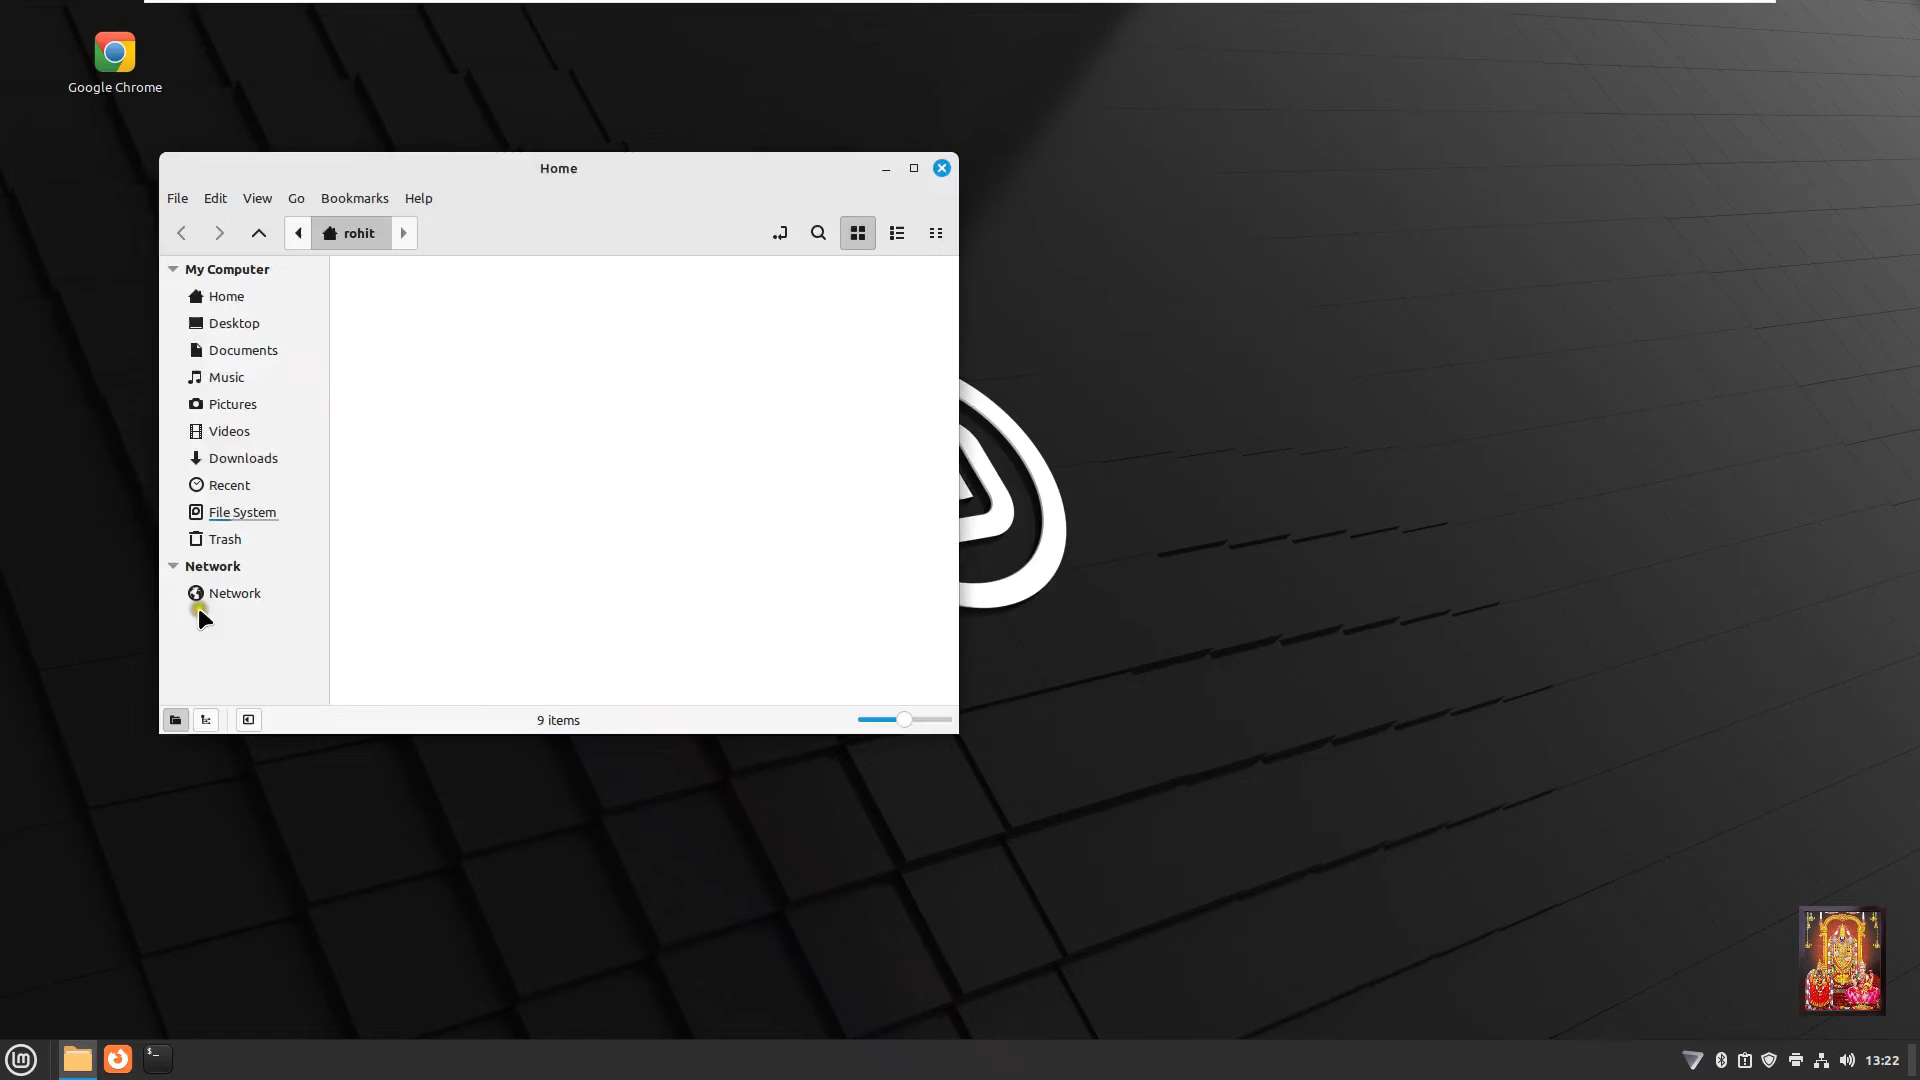 Google Chrome
Home
File Edit View Go Bookmarks Help
rohit
My Computer
Home
Desktop
Documents
Music
Pictures
Videos
Downloads
Recent
File System
Trash
Network
Network
9 items
13:22